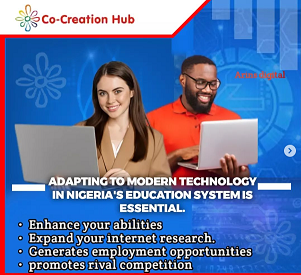 Co-Creation Hub
ADAPTING TO MODERN TECHNOLOGY
IN NIGERIA'S EDUCATION SYSTEM IS
ESSENTIAL.
• Enhance your abilities
• Expand your internet research.
• Generates employment opportunities
• promotes rival competition